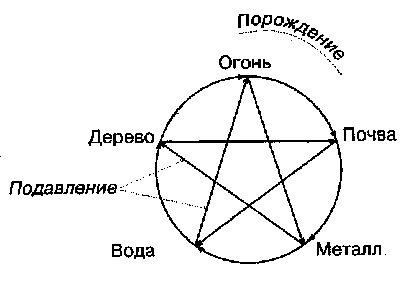 Порождение
Огонь
Дерево
Почва
Подавление
Вода
Металл